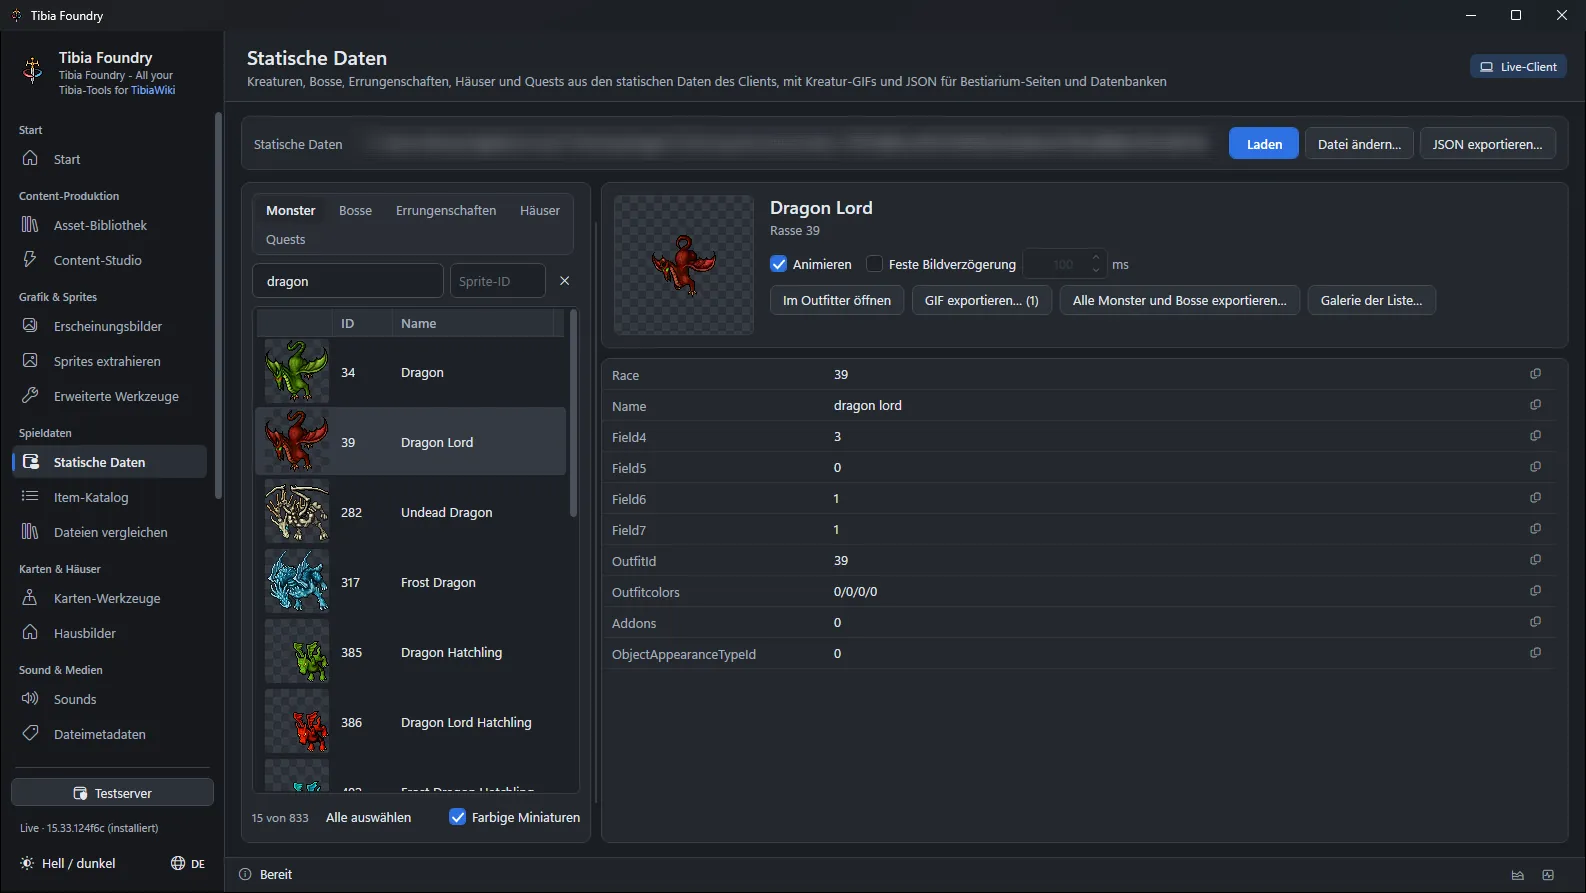 Tibia Foundry
Tibia Foundry
Tibia Foundry - All your
Tibia-Tools for TibiaWiki
Start
Start
Content-Produktion
Asset-Bibliothek
Content-Studio
Grafik & Sprites
Erscheinungsbilder
Sprites extrahieren
Erweiterte Werkzeuge
Spieldaten
Statische Daten
Item-Katalog
Dateien vergleichen
Karten & Häuser
Karten-Werkzeuge
Hausbilder
Sound & Medien
Sounds
Dateimetadaten
Testserver
Live · 15.33.124f6c (installiert)
Hell / dunkel
DE
Statische Daten
Kreaturen, Bosse, Errungenschaften, Häuser und Quests aus den statischen Daten des Clients, mit Kreatur-GIFs und JSON für Bestiarium-Seiten und Datenbanken
Live-Client
Statische Daten
Laden
Datei ändern...
JSON exportieren...
Monster
Bosse
Errungenschaften
Häuser
Quests
dragon
Sprite-ID
ID
Name
34
Dragon
39
Dragon Lord
282
Undead Dragon
317
Frost Dragon
385
Dragon Hatchling
386
Dragon Lord Hatchling
15 von 833
Alle auswählen
Farbige Miniaturen
Dragon Lord
Rasse 39
Animieren
Feste Bildverzögerung
100
ms
Im Outfitter öffnen
GIF exportieren... (1)
Alle Monster und Bosse exportieren...
Galerie der Liste...
Race 39
Name dragon lord
Field4 3
Field5 0
Field6 1
Field7 1
OutfitId 39
Outfitcolors 0/0/0/0
Addons 0
ObjectAppearanceTypeId 0
Bereit